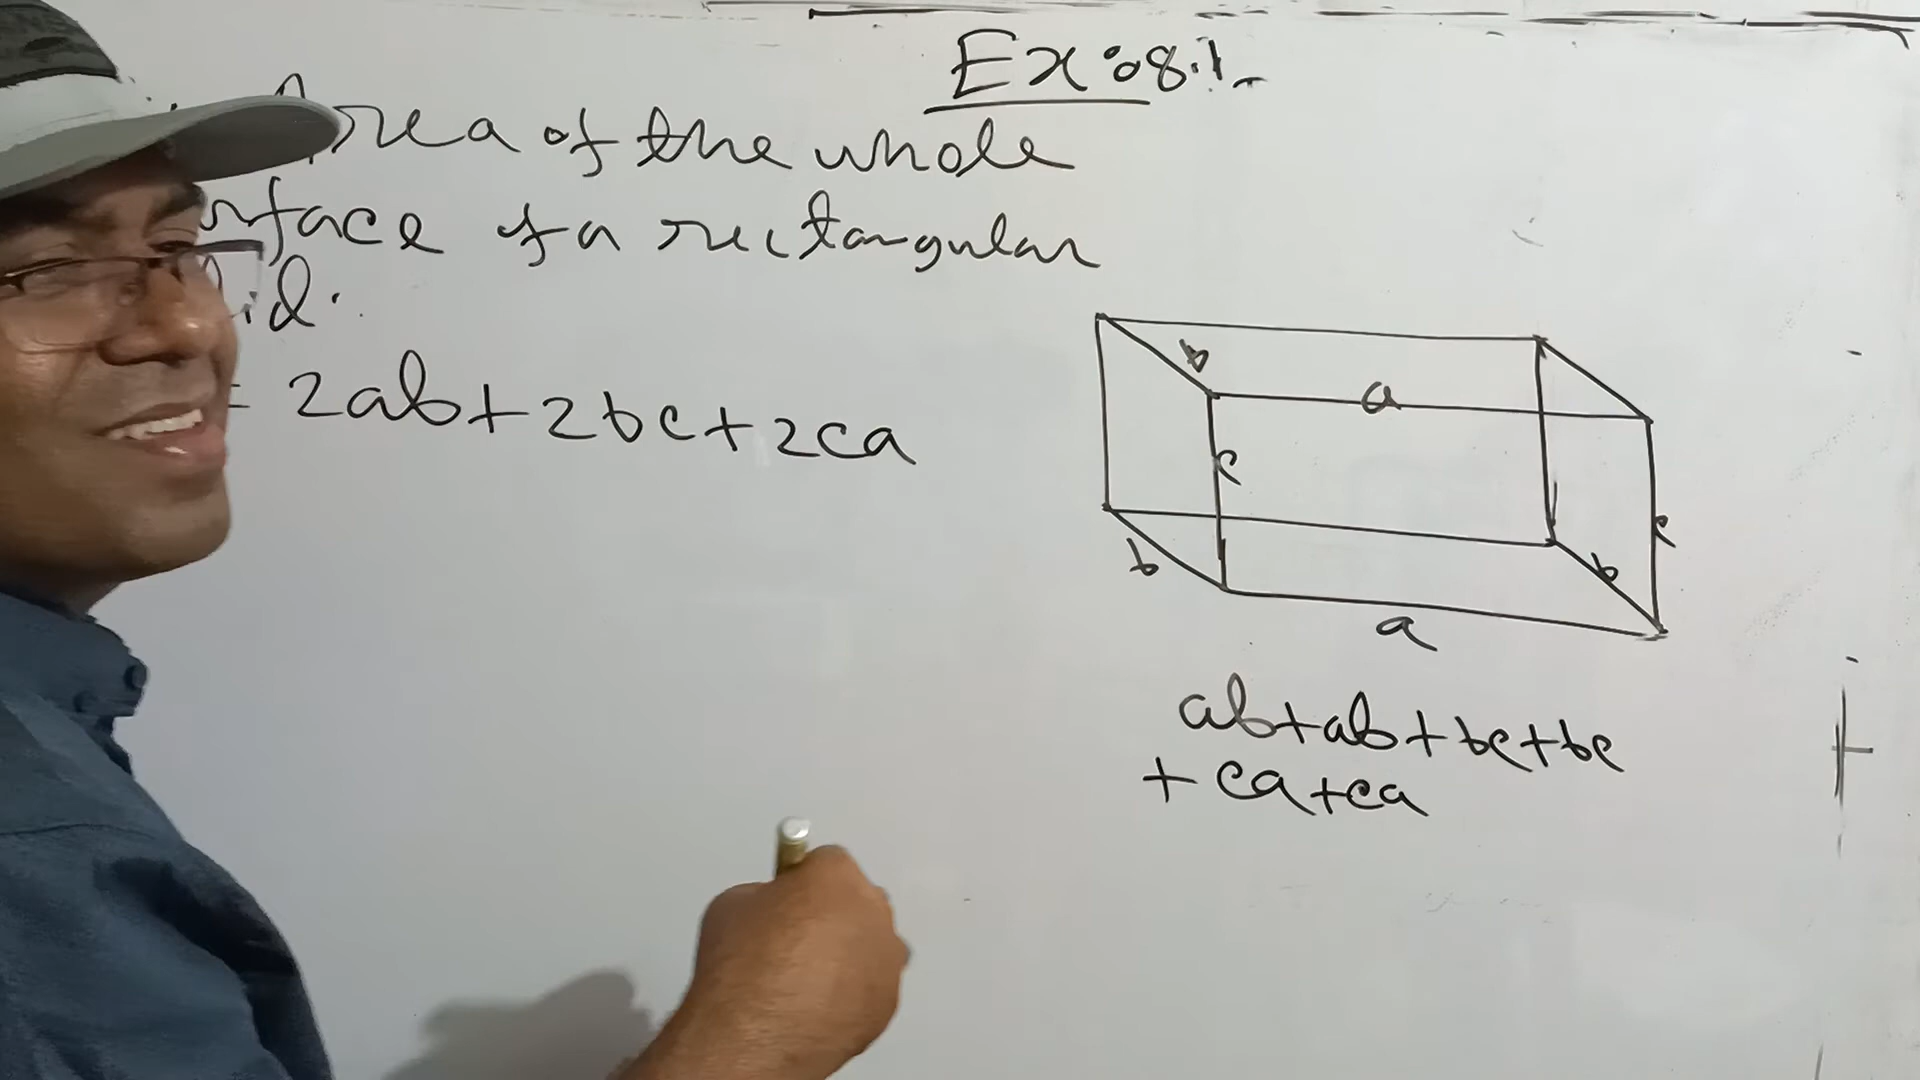 Ex: 8.1
Area of the whole
surface of a rectangular
solid.
= 2ab+2bc+2ca
b
a
c
c
b
b
a
ab+ab+bc+bc
+ ca+ca